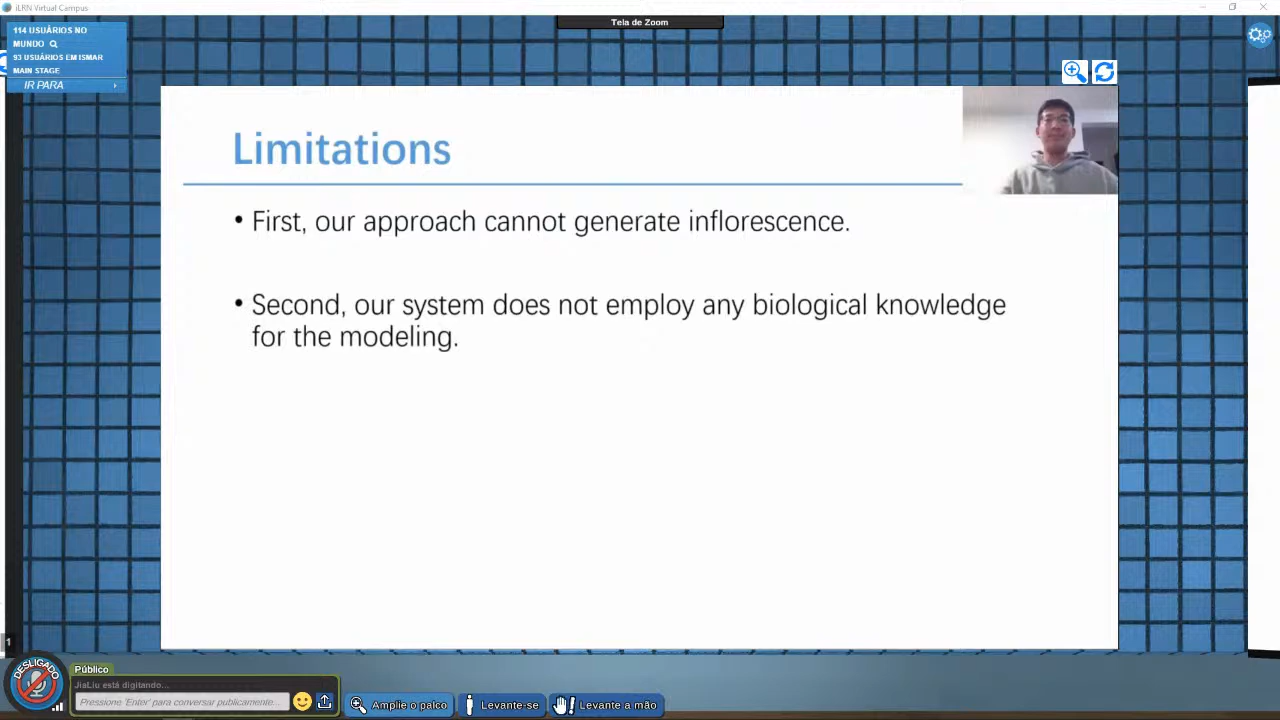 iLRN Virtual Campus
Tela de Zoom
114 USUÁRIOS NO
MUNDO
93 USUÁRIOS EM ISMAR
MAIN STAGE
IR PARA
Limitations
• First, our approach cannot generate inflorescence.
• Second, our system does not employ any biological knowledge
for the modeling.
1
DESLIGADO
Público
JiaLiu está digitando...
Pressione 'Enter' para conversar publicamente...
Amplie o palco
Levante-se
Levante a mão